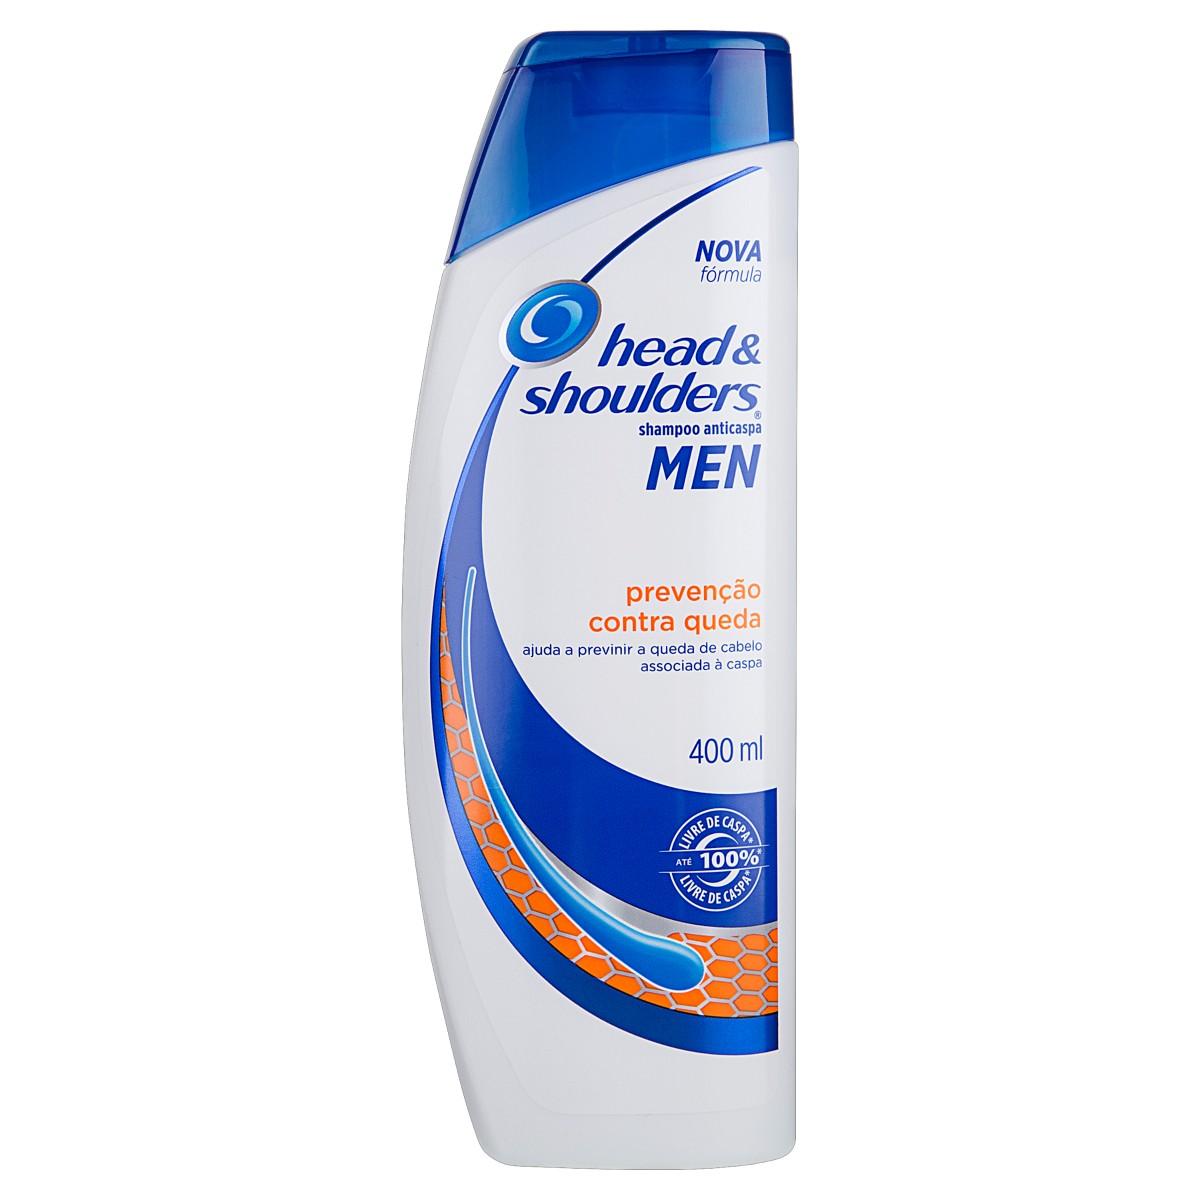 NOVA
fórmula
head &
shoulders®
shampoo anticaspa
MEN
prevenção
contra queda
ajuda a previnir a queda de cabelo
associada à caspa
400 ml
LIVRE DE CASPA*
ATÉ 100%*
LIVRE DE CASPA*